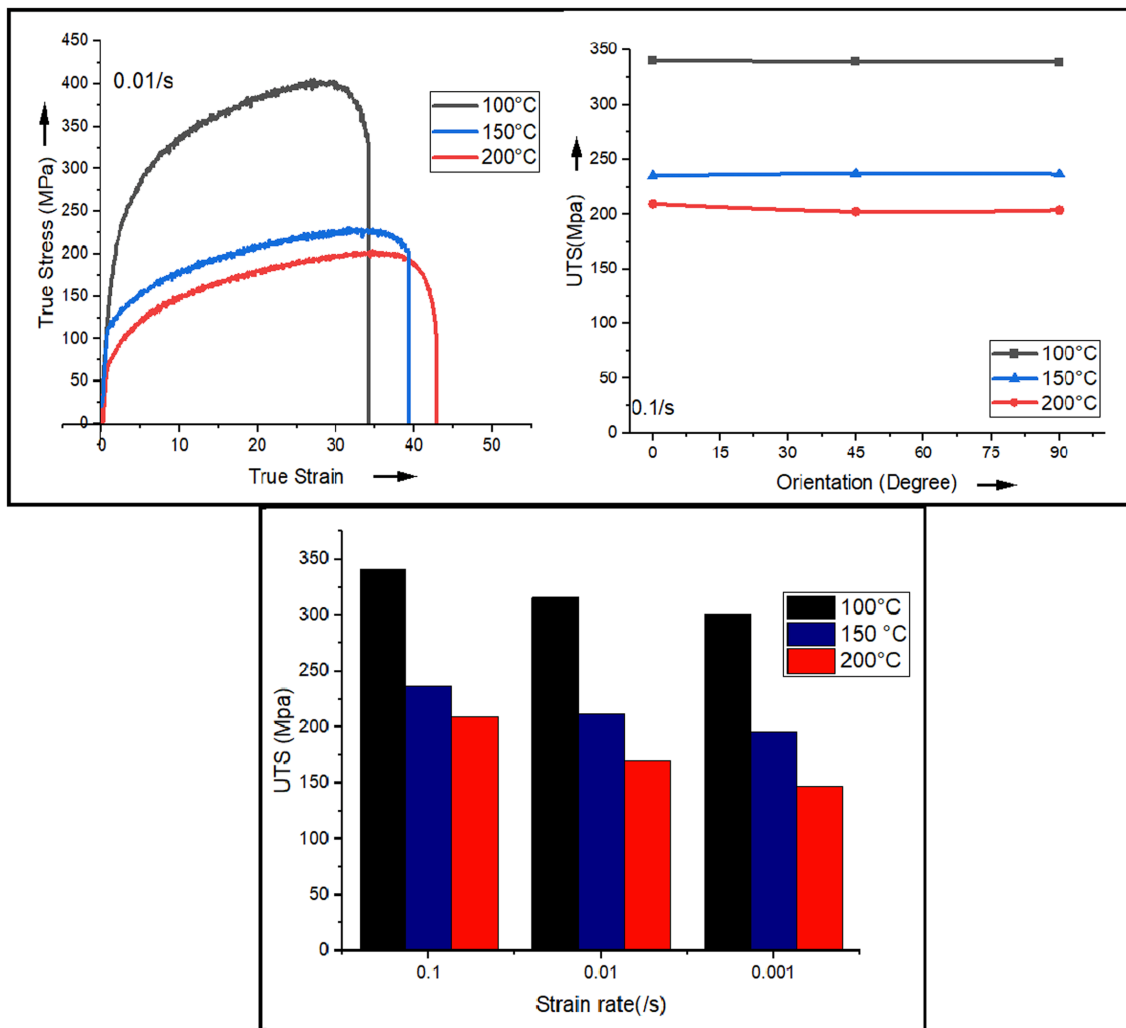 450
400
350
300
250
200
150
100
50
0
True Stress (MPa)
0.01/s
100°C
150°C
200°C
0 10 20 30 40 50
True Strain
350
300
250
200
150
100
50
0
UTS(Mpa)
0.1/s
100°C
150°C
200°C
0 15 30 45 60 75 90
Orientation (Degree)
350
300
250
200
150
100
50
0
UTS (Mpa)
100°C
150 °C
200°C
0.1 0.01 0.001
Strain rate(/s)